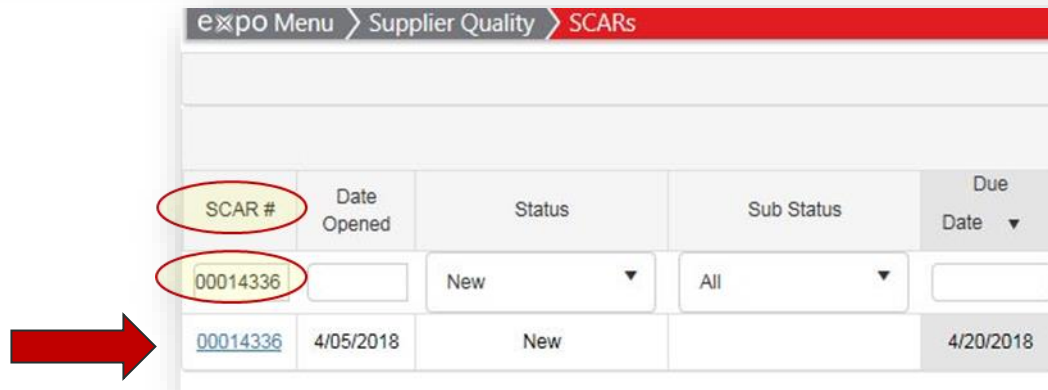 expo Menu > Supplier Quality > SCARs
SCAR # Date Opened Status Sub Status Due Date ▼
00014336 New ▼ All ▼
00014336 4/05/2018 New 4/20/2018